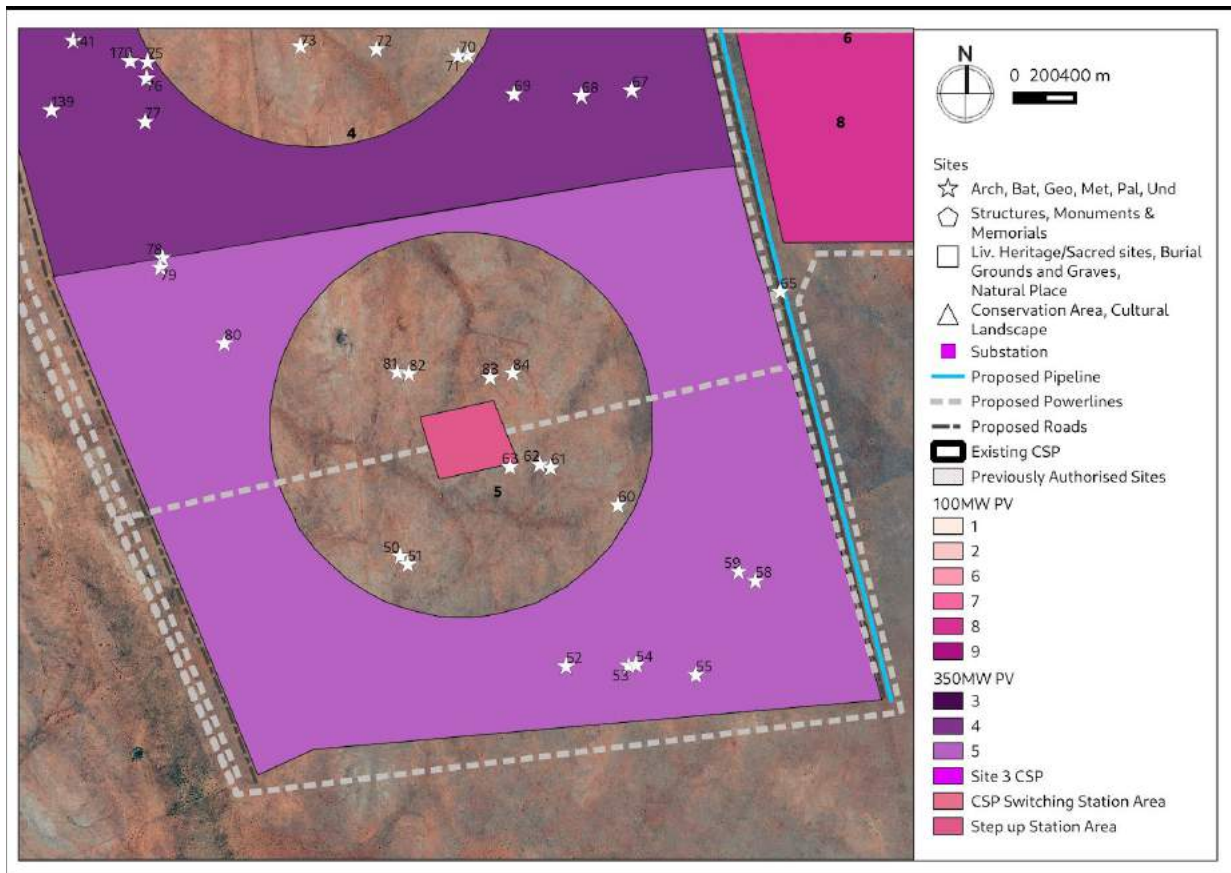 141
170
75
76
139
77
73
72
70
71
69
68
67
4
6
8
78
79
80
81
82
83
84
65
63
62
61
5
60
50
51
59
58
52
53
54
55
N
0 200400 m
Sites
Arch, Bat, Geo, Met, Pal, Und
Structures, Monuments &
Memorials
Liv. Heritage/Sacred sites, Burial
Grounds and Graves,
Natural Place
Conservation Area, Cultural
Landscape
Substation
Proposed Pipeline
Proposed Powerlines
Proposed Roads
Existing CSP
Previously Authorised Sites
100MW PV
1
2
6
7
8
9
350MW PV
3
4
5
Site 3 CSP
CSP Switching Station Area
Step up Station Area